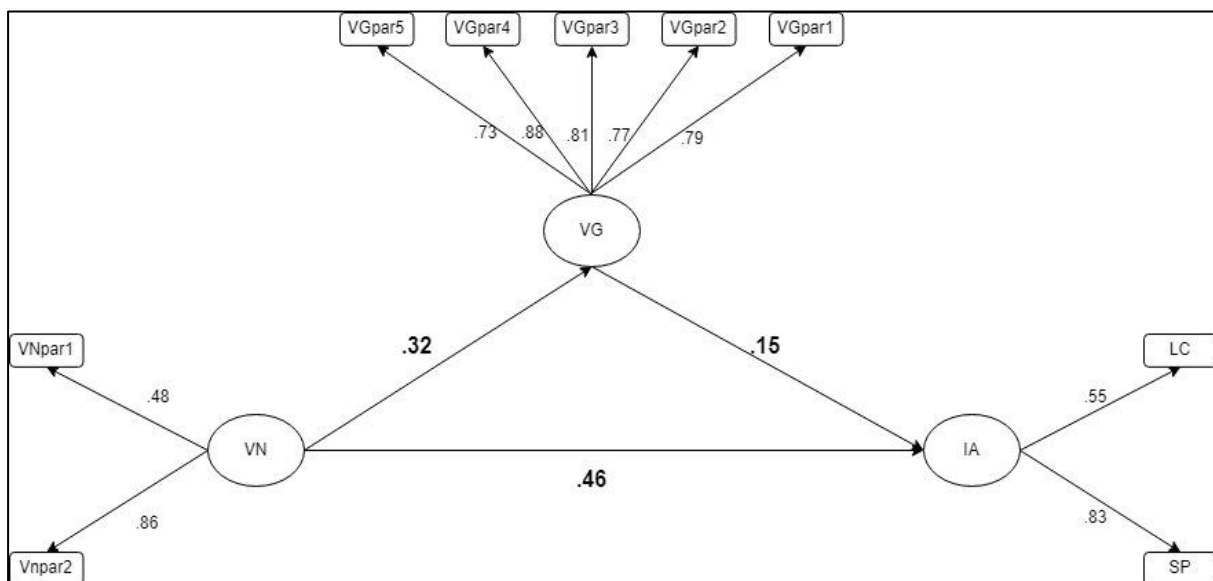 VGpar5 VGpar4 VGpar3 VGpar2 VGpar1
.73 .88 .81 .77 .79
VG
VNpar1 .32 .15 LC
.48 .55
VN IA
.46
.86 .83
Vnpar2 SP